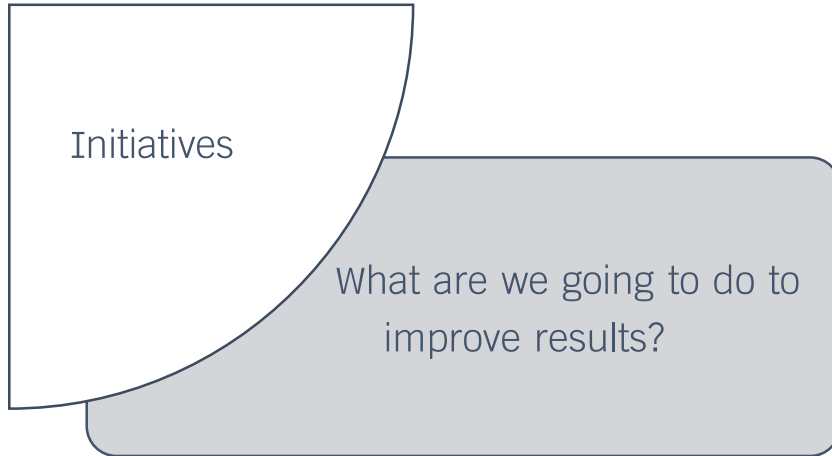 Initiatives
What are we going to do to
improve results?